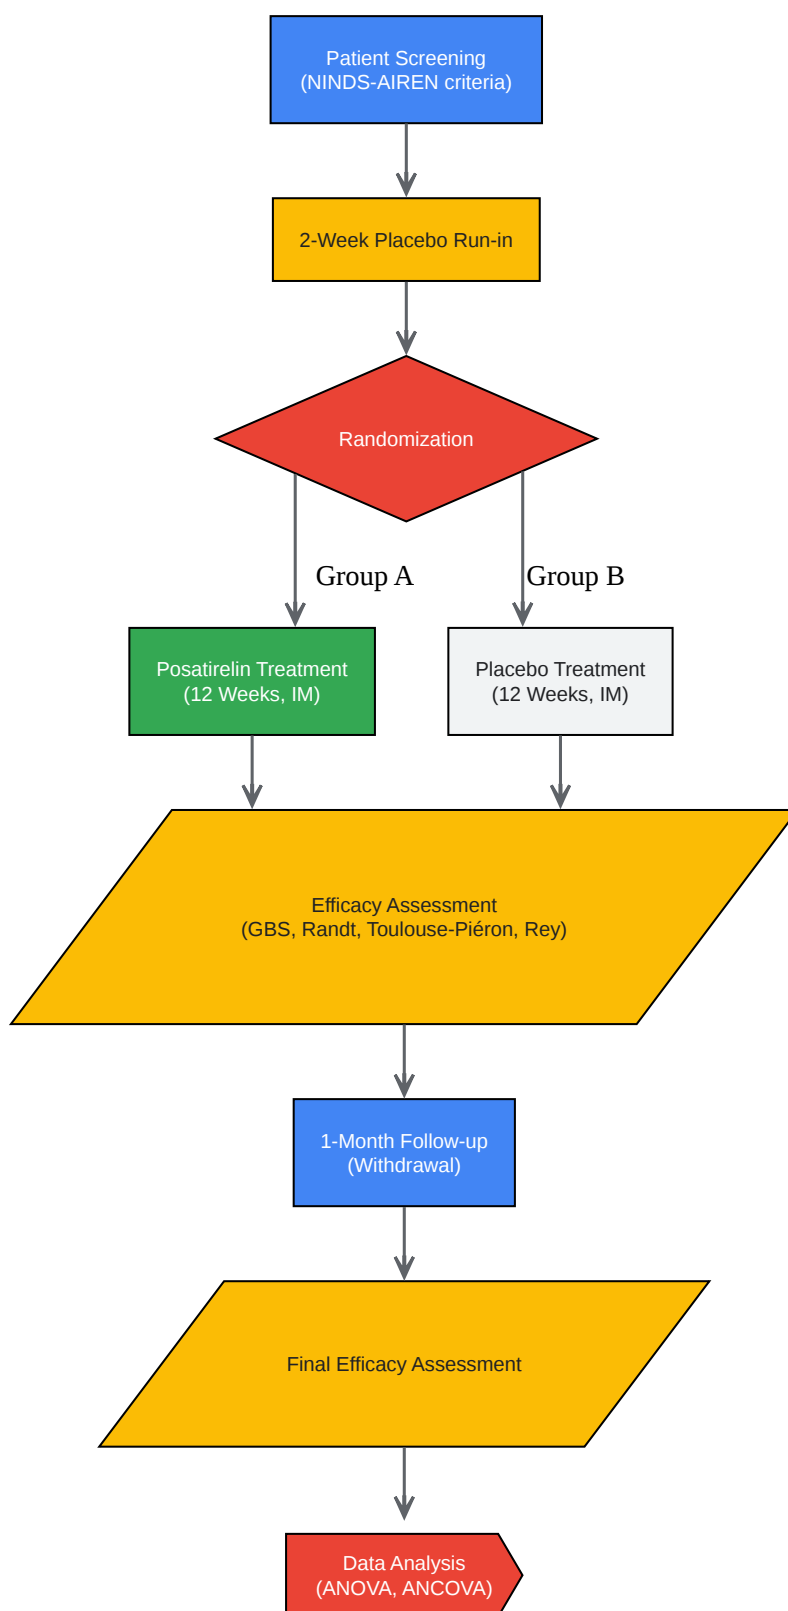 Patient Screening
(NINDS-AIREN criteria)
2-Week Placebo Run-in
Randomization
Group A
Group B
Posatirelin Treatment
(12 Weeks, IM)
Placebo Treatment
(12 Weeks, IM)
Efficacy Assessment
(GBS, Randt, Toulouse-Piéron, Rey)
1-Month Follow-up
(Withdrawal)
Final Efficacy Assessment
Data Analysis
(ANOVA, ANCOVA)